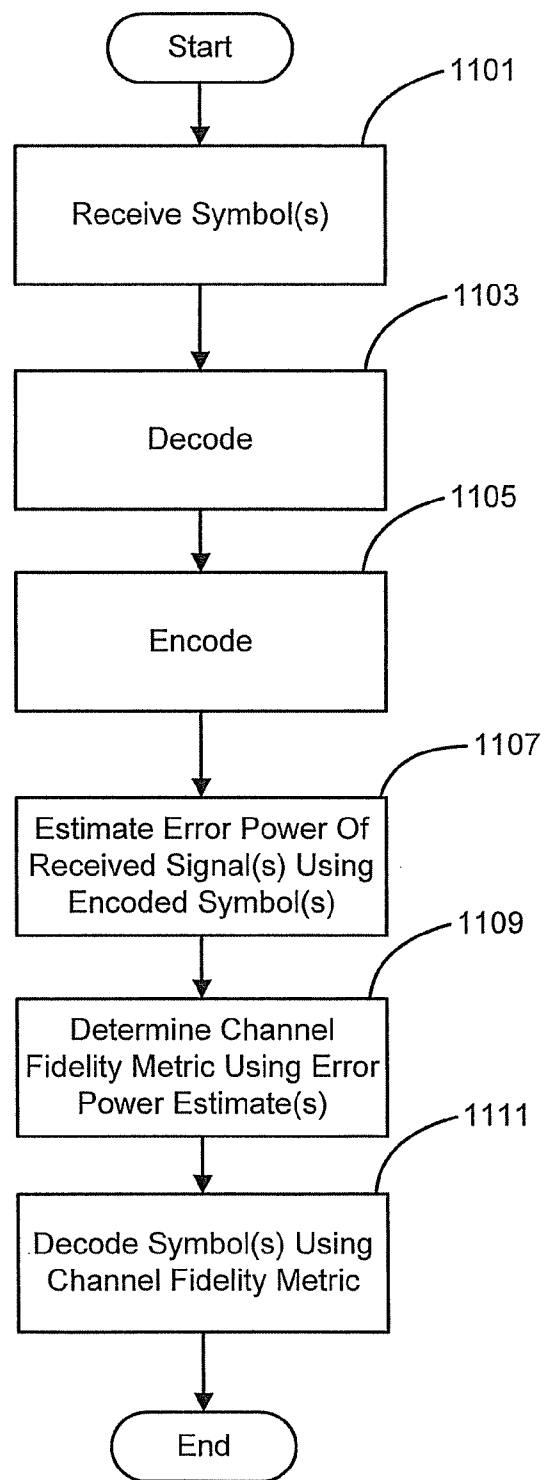 Start
1101
Receive Symbol(s)
1103
Decode
1105
Encode
1107
Estimate Error Power Of
Received Signal(s) Using
Encoded Symbol(s)
1109
Determine Channel
Fidelity Metric Using Error
Power Estimate(s)
1111
Decode Symbol(s) Using
Channel Fidelity Metric
End